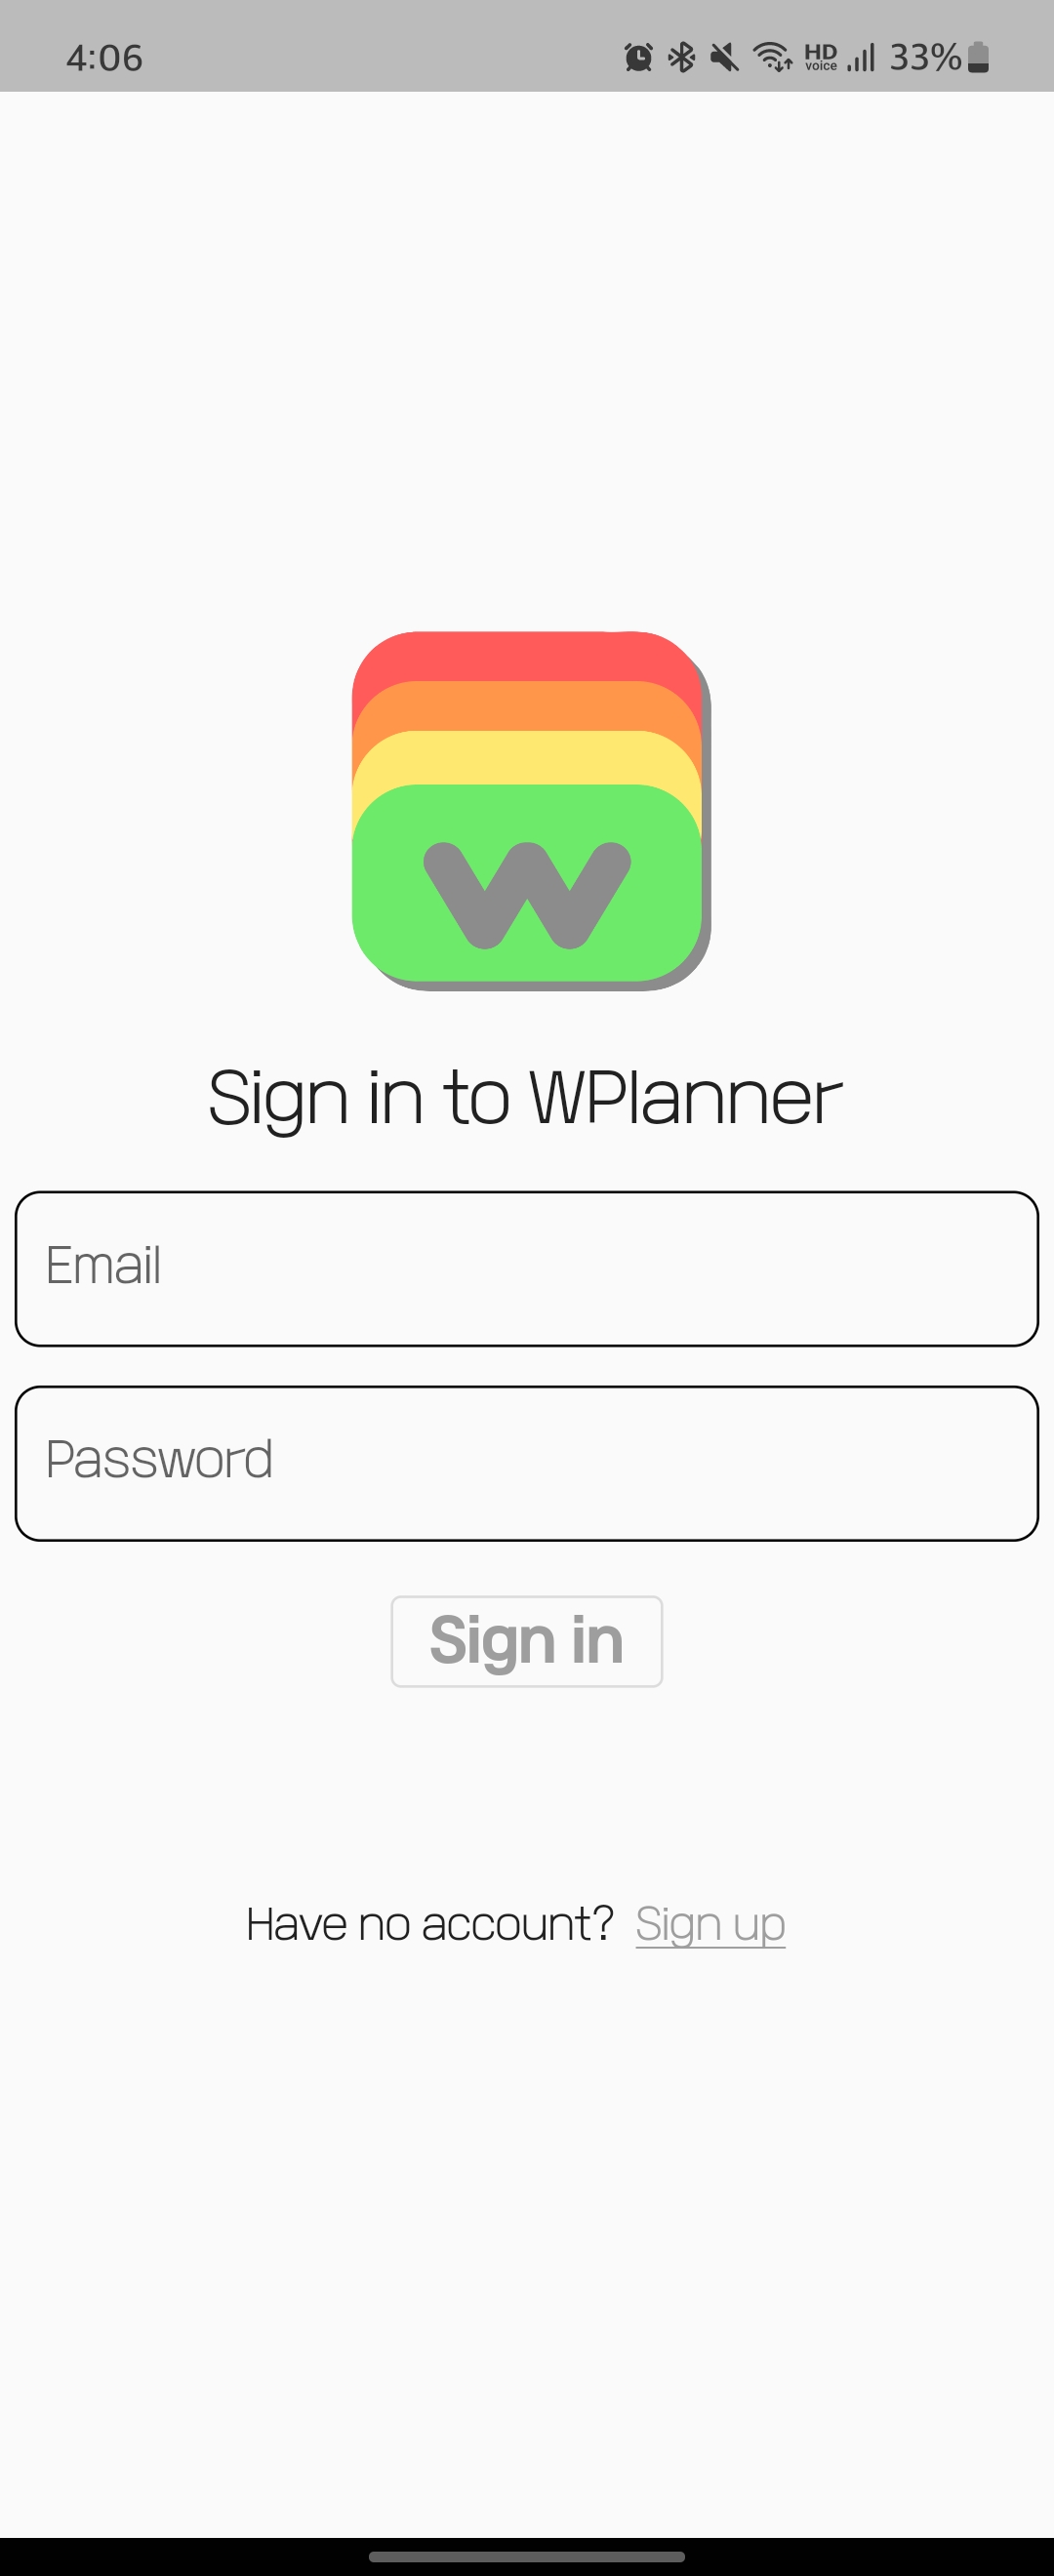 4:06 HD voice 33%
W
Sign in to WPlanner
Email
Password
Sign in
Have no account? Sign up